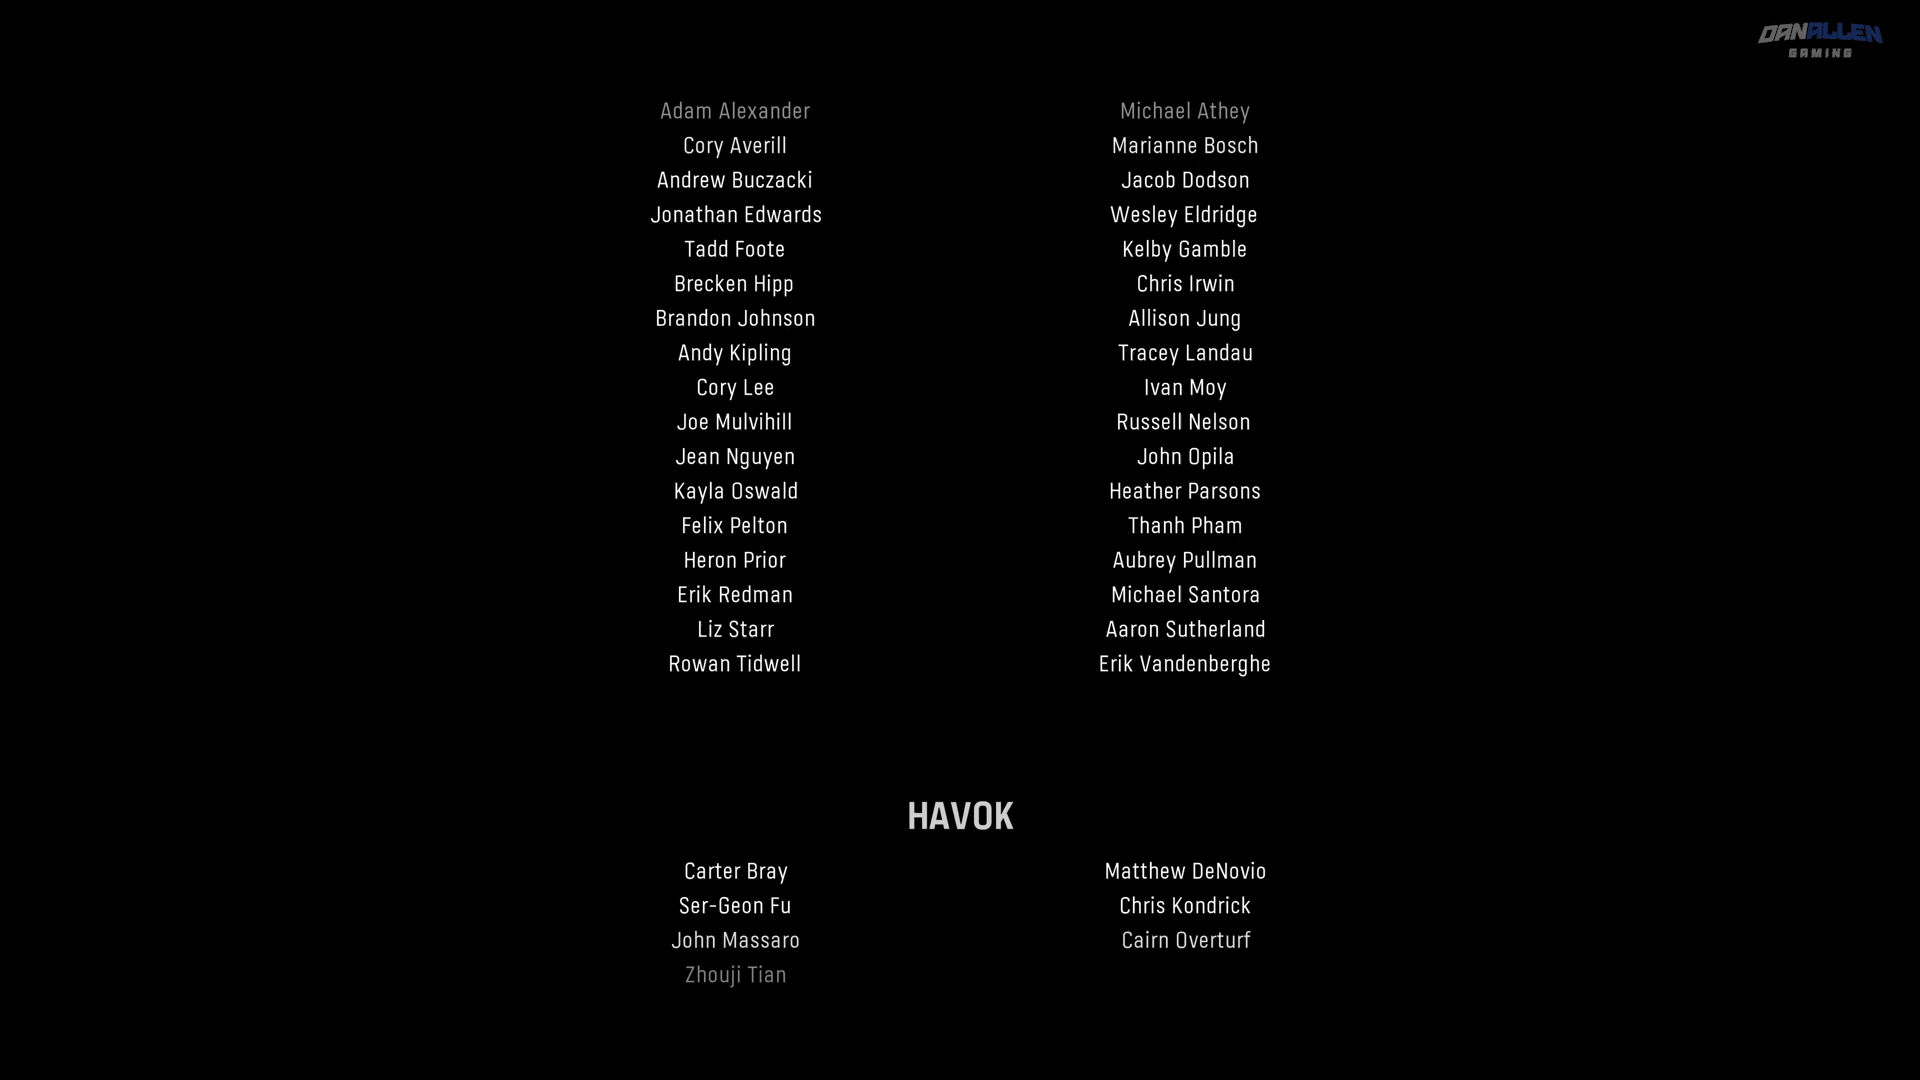 DANALLEN
GAMING
Adam Alexander
Michael Athey
Cory Averill
Marianne Bosch
Andrew Buczacki
Jacob Dodson
Jonathan Edwards
Wesley Eldridge
Tadd Foote
Kelby Gamble
Brecken Hipp
Chris Irwin
Brandon Johnson
Allison Jung
Andy Kipling
Tracey Landau
Cory Lee
Ivan Moy
Joe Mulvihill
Russell Nelson
Jean Nguyen
John Opila
Kayla Oswald
Heather Parsons
Felix Pelton
Thanh Pham
Heron Prior
Aubrey Pullman
Erik Redman
Michael Santora
Liz Starr
Aaron Sutherland
Rowan Tidwell
Erik Vandenberghe
HAVOK
Carter Bray
Matthew DeNovio
Ser-Geon Fu
Chris Kondrick
John Massaro
Cairn Overturf
Zhouji Tian